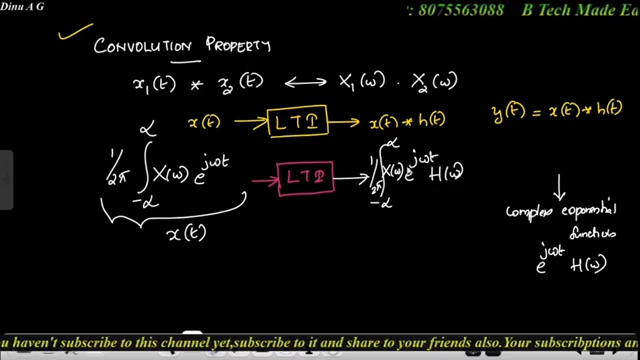 Dinu A G
: 8075563088 B Tech Made Ea
CONVOLUTION PROPERTY
x₁(t) * x₂(t) ⟷ X₁(ω) . X₂(ω)
x(t) → LTI → x(t) * h(t)
y(t) = x(t) * h(t)
1/2π ∫ -α α X(ω) e^jωt → LTI → 1/2π ∫ -α α X(ω) e^jωt H(ω)
x(t)
complex exponential
function
e^jωt H(ω)
u haven't subscribe to this channel yet,subscribe to it and share to your friends also.Your subscribptions an